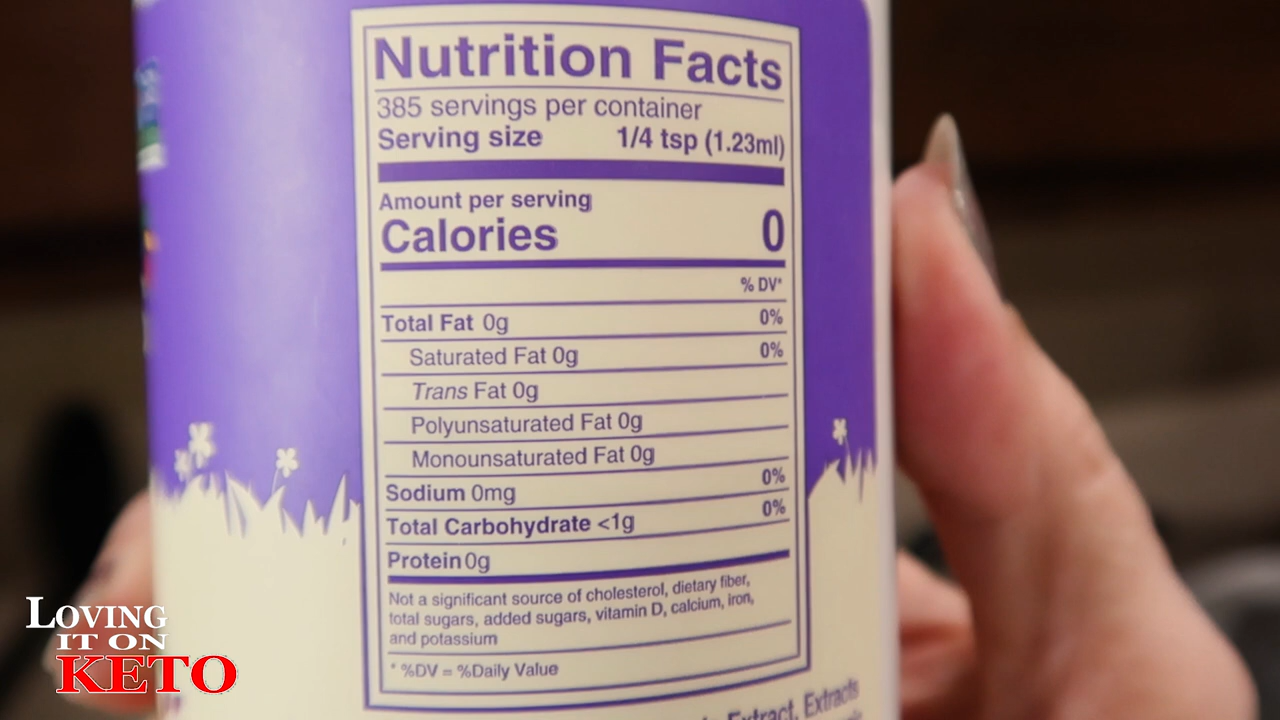 Nutrition Facts
385 servings per container
Serving size 1/4 tsp (1.23ml)
Amount per serving
Calories 0
% DV*
Total Fat 0g 0%
Saturated Fat 0g 0%
Trans Fat 0g
Polyunsaturated Fat 0g
Monounsaturated Fat 0g
Sodium 0mg 0%
Total Carbohydrate <1g 0%
Protein 0g
Not a significant source of cholesterol, dietary fiber,
total sugars, added sugars, vitamin D, calcium, iron,
and potassium
* %DV = %Daily Value
Extract, Extracts
LOVING
IT ON
KETO